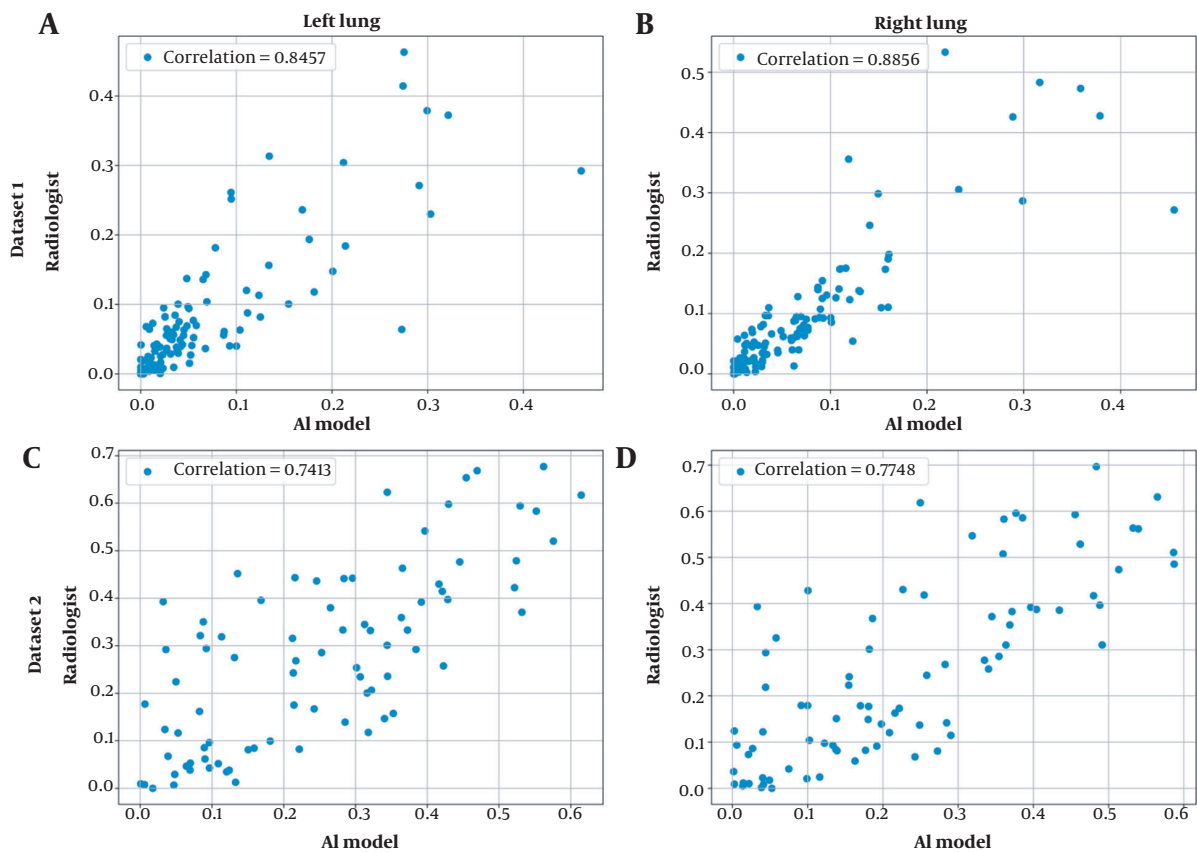 A
Left lung
Correlation = 0.8457
0.4
0.3
0.2
0.1
0.0
Dataset 1
Radiologist
0.0
0.1
0.2
0.3
0.4
AI model
B
Right lung
Correlation = 0.8856
0.5
0.4
0.3
0.2
0.1
0.0
Radiologist
0.0
0.1
0.2
0.3
0.4
AI model
C
Correlation = 0.7413
0.7
0.6
0.5
0.4
0.3
0.2
0.1
0.0
Dataset 2
Radiologist
0.0
0.1
0.2
0.3
0.4
0.5
0.6
AI model
D
Correlation = 0.7748
0.7
0.6
0.5
0.4
0.3
0.2
0.1
0.0
Radiologist
0.0
0.1
0.2
0.3
0.4
0.5
0.6
AI model